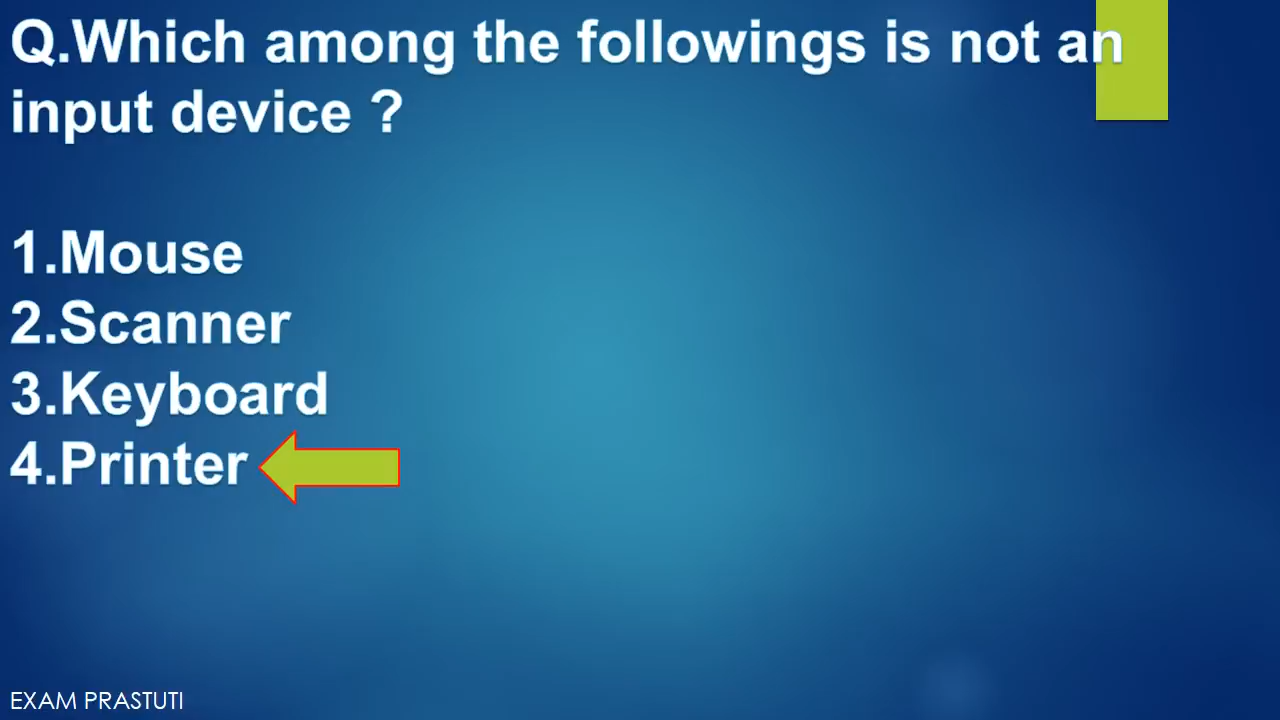 Q.Which among the followings is not an
input device ?
1.Mouse
2.Scanner
3.Keyboard
4.Printer
EXAM PRASTUTI